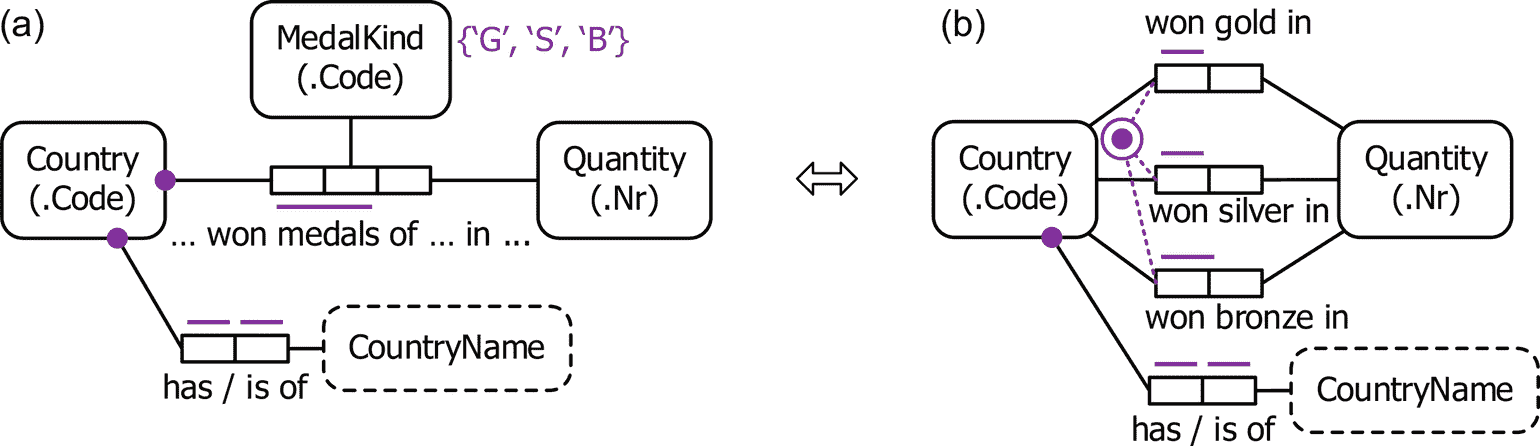 (a)
MedalKind
(.Code)
{‘G’, ‘S’, ‘B’}
Country
(.Code)
Quantity
(.Nr)
... won medals of ... in ...
CountryName
has / is of
(b)
won gold in
Country
(.Code)
Quantity
(.Nr)
won silver in
won bronze in
CountryName
has / is of